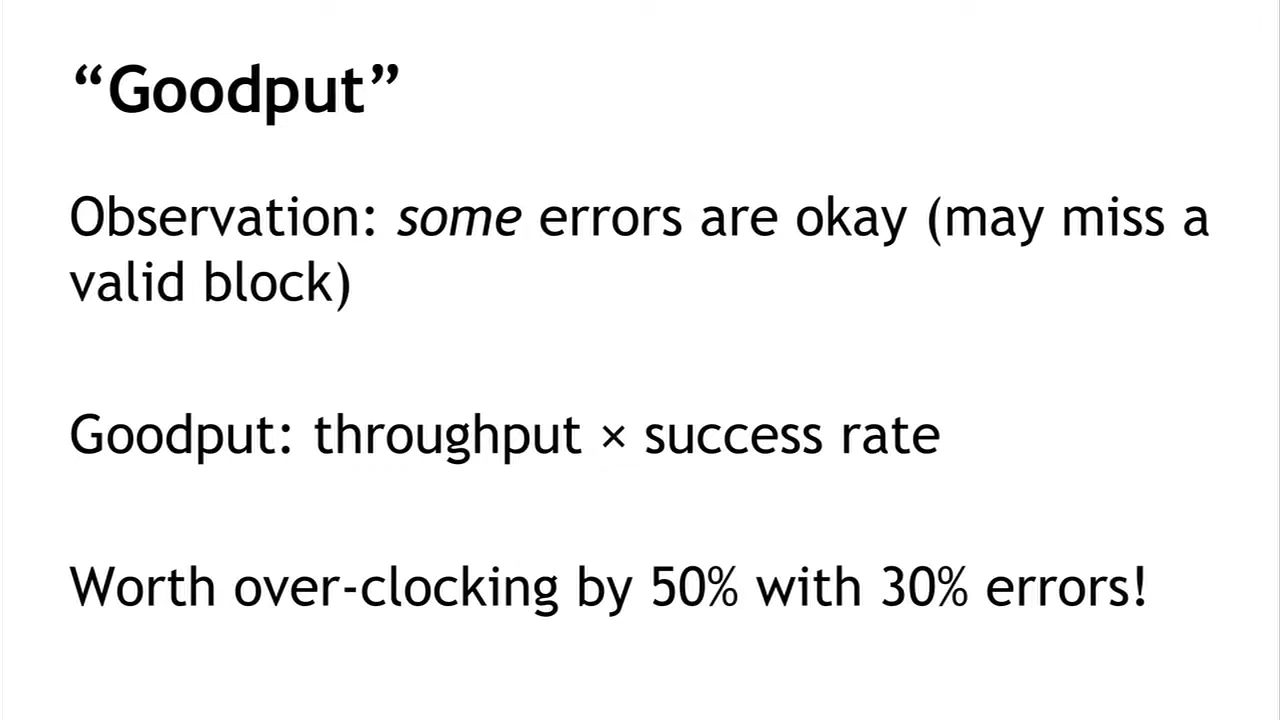 “Goodput”
Observation: some errors are okay (may miss a
valid block)
Goodput: throughput × success rate
Worth over-clocking by 50% with 30% errors!